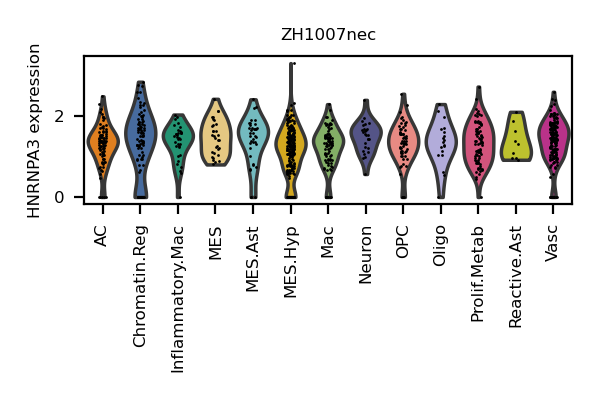 ZH1007nec
HNRNPA3 expression
2
0
AC
Chromatin.Reg
Inflammatory.Mac
MES
MES.Ast
MES.Hyp
Mac
Neuron
OPC
Oligo
Prolif.Metab
Reactive.Ast
Vasc